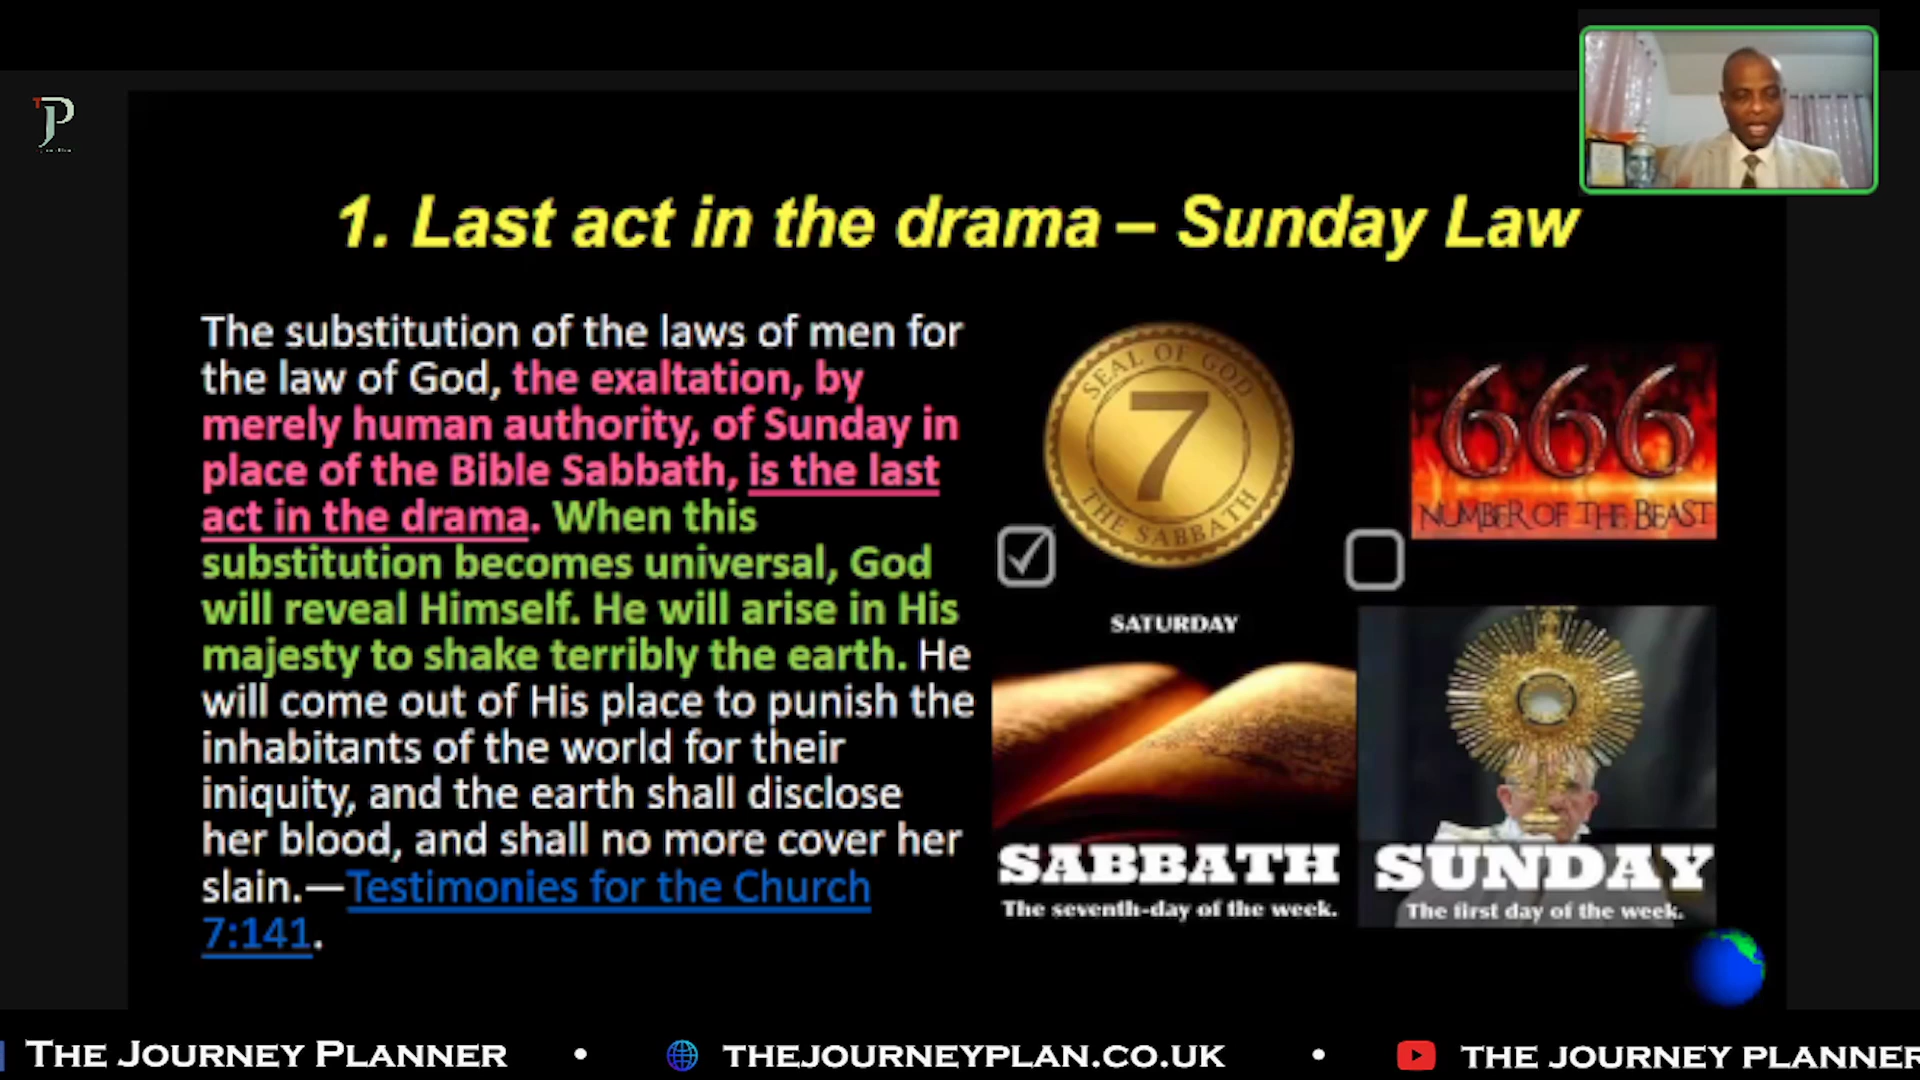 TJP
1. Last act in the drama – Sunday Law
The substitution of the laws of men for
the law of God, the exaltation, by
merely human authority, of Sunday in
place of the Bible Sabbath, is the last
act in the drama. When this
substitution becomes universal, God
will reveal Himself. He will arise in His
majesty to shake terribly the earth. He
will come out of His place to punish the
inhabitants of the world for their
iniquity, and the earth shall disclose
her blood, and shall no more cover her
slain.—Testimonies for the Church
7:141.
SEAL OF GOD
7
THE SABBATH
666
NUMBER OF THE BEAST
SATURDAY
SABBATH
The seventh-day of the week.
SUNDAY
The first day of the week.
THE JOURNEY PLANNER • THEJOURNEYPLAN.CO.UK • THE JOURNEY PLANNER